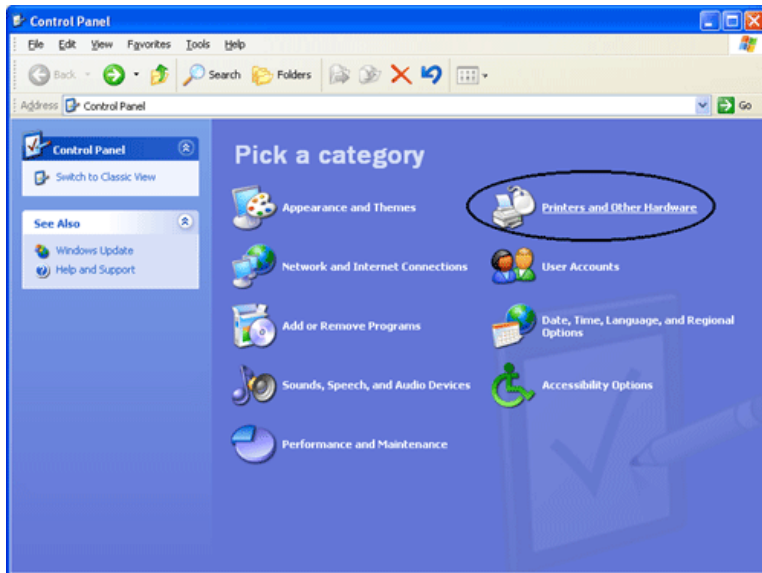 Control Panel
File Edit View Favorites Tools Help
Back Search Folders
Address Control Panel Go
Control Panel
Switch to Classic View
See Also
Windows Update
Help and Support
Pick a category
Appearance and Themes
Printers and Other Hardware
Network and Internet Connections
User Accounts
Add or Remove Programs
Date, Time, Language, and Regional
Options
Sounds, Speech, and Audio Devices
Accessibility Options
Performance and Maintenance